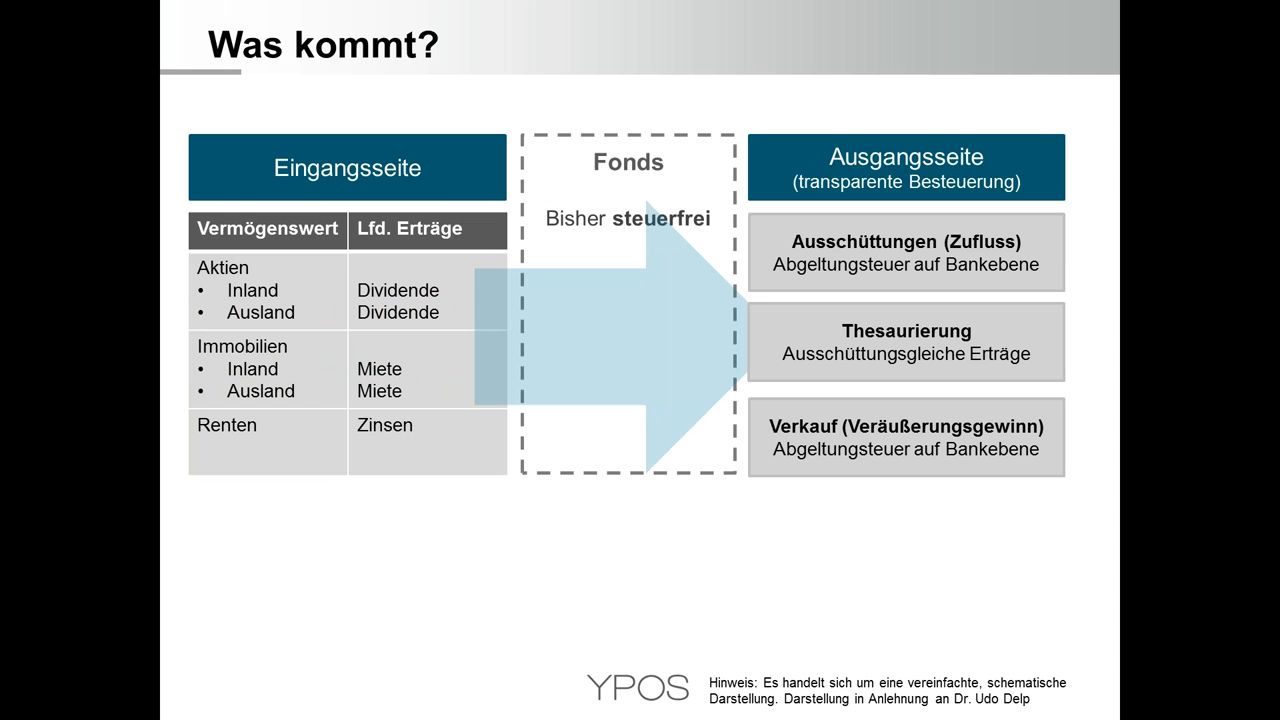 Was kommt?
Eingangsseite
Vermögenswert Lfd. Erträge
Aktien
• Inland Dividende
• Ausland Dividende
Immobilien
• Inland Miete
• Ausland Miete
Renten Zinsen
Fonds
Bisher steuerfrei
Ausgangsseite
(transparente Besteuerung)
Ausschüttungen (Zufluss)
Abgeltungsteuer auf Bankebene
Thesaurierung
Ausschüttungsgleiche Erträge
Verkauf (Veräußerungsgewinn)
Abgeltungsteuer auf Bankebene
YPOS
Hinweis: Es handelt sich um eine vereinfachte, schematische
Darstellung. Darstellung in Anlehnung an Dr. Udo Delp